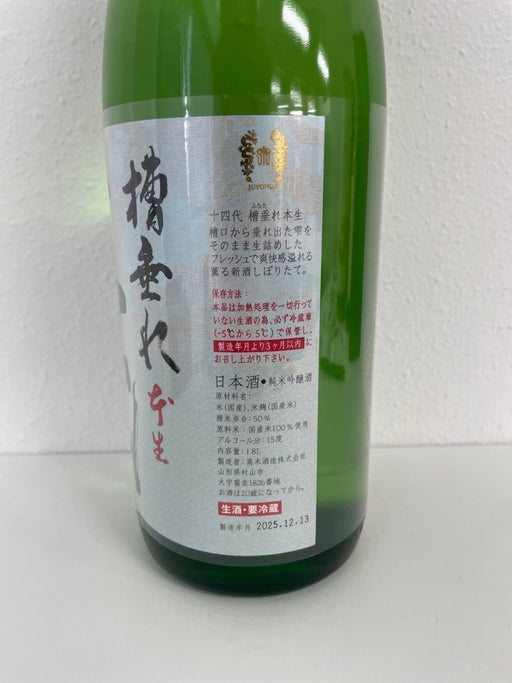 槽垂れ
本生
JUYONDAI
ふなた
十四代 槽垂れ本生
槽口から垂れ出た雫を
そのまま生詰めした
フレッシュで爽快感溢れる
薫る新酒しぼりたて。
保存方法：
本品は加熱処理を一切行って
いない生酒の為、必ず冷蔵庫
(-5℃から5℃)で保管し、
製造年月より3ヶ月以内に
お召し上がり下さい。
日本酒●純米吟醸酒
原材料名：
米(国産)、米麹(国産米)
精米歩合：50％
原料米：国産米100％使用
アルコール分：15度
内容量：1.8L
製造者：高木酒造株式会社
山形県村山市
大字富並1826番地
お酒は20歳になってから。
生酒・要冷蔵
製造年月 2025.12.13